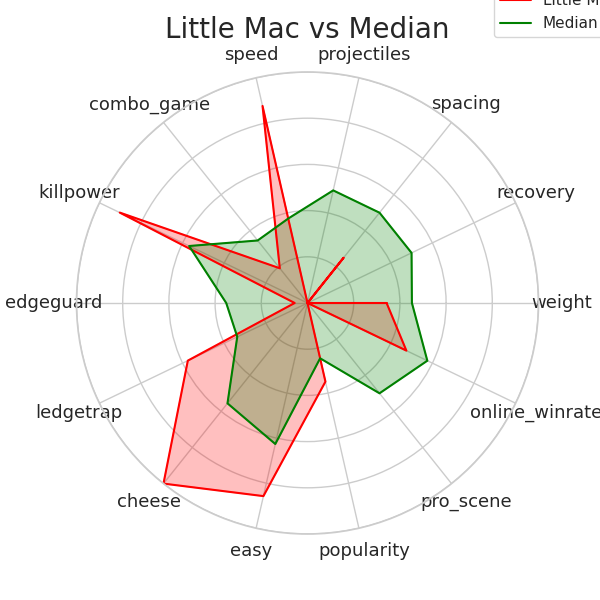 Little Mac vs Median
Little M
Median
speed
projectiles
combo_game
spacing
killpower
recovery
edgeguard
weight
ledgetrap
online_winrate
cheese
pro_scene
easy
popularity